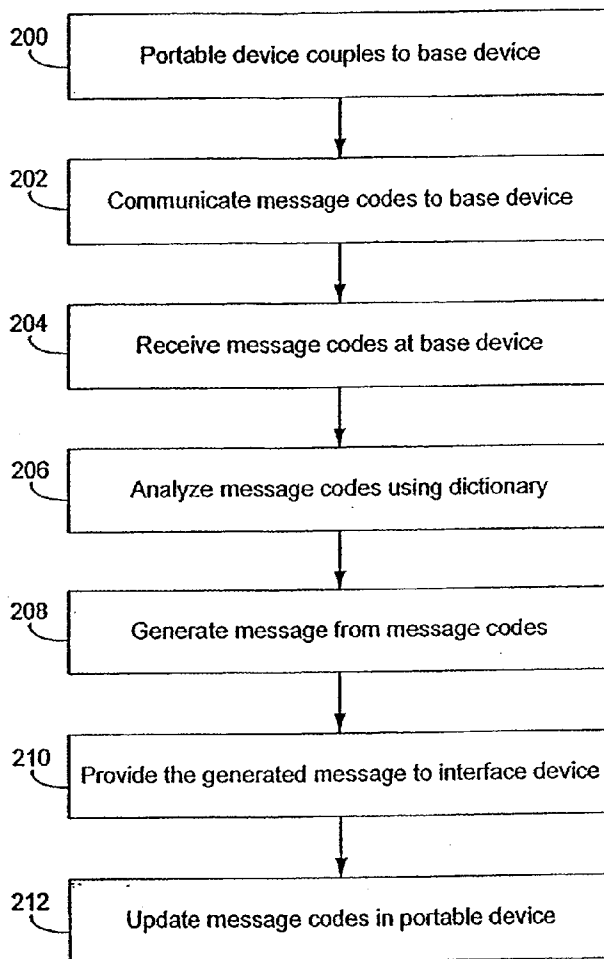 200
Portable device couples to base device
202
Communicate message codes to base device
204
Receive message codes at base device
206
Analyze message codes using dictionary
208
Generate message from message codes
210
Provide the generated message to interface device
212
Update message codes in portable device